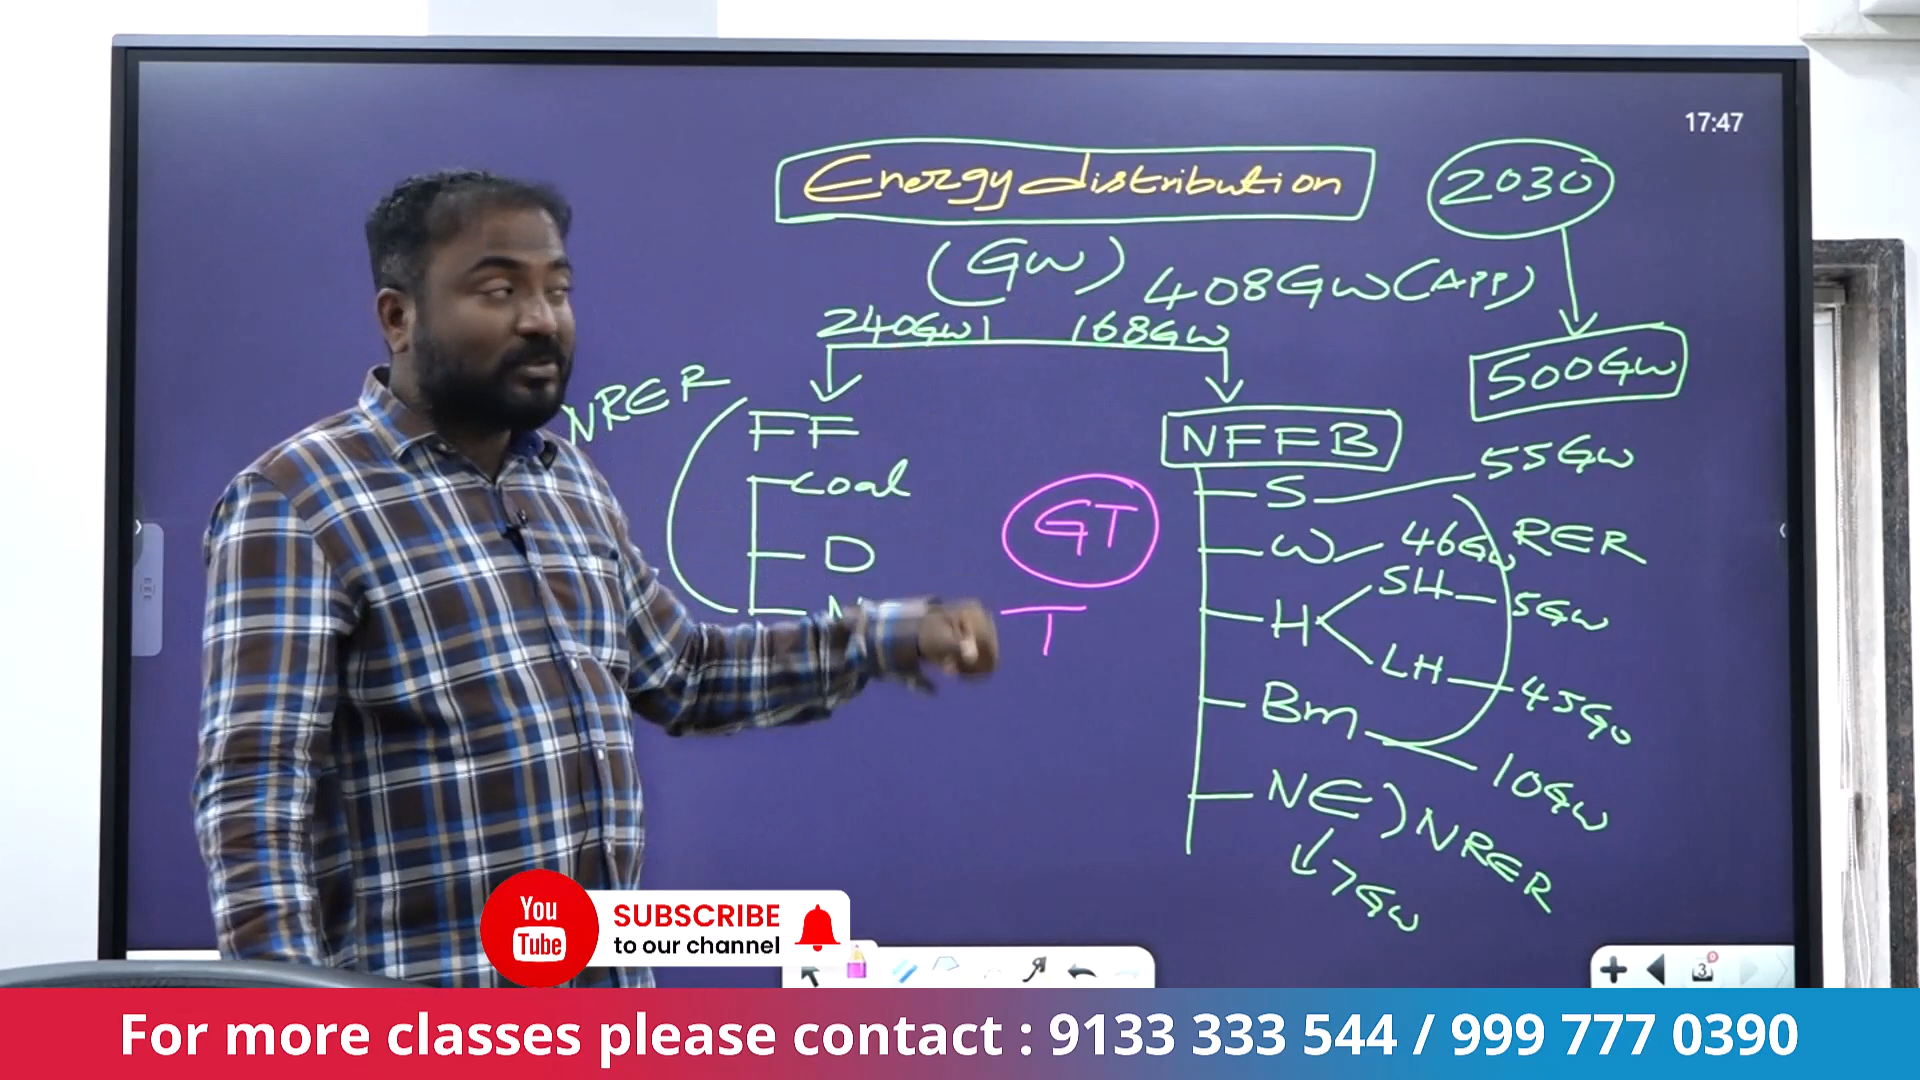 17:47
Energy distribution
2030
(GW)
408GW (APP)
240GW
168GW
500GW
NRER
FF
NFFB
Coal
S
55GW
GT
D
W
46GW
RER
N
T
H
SH
5GW
LH
45GW
Bm
10GW
NE) NRER
7GW
You
Tube
SUBSCRIBE
to our channel
3
For more classes please contact : 9133 333 544 / 999 777 0390